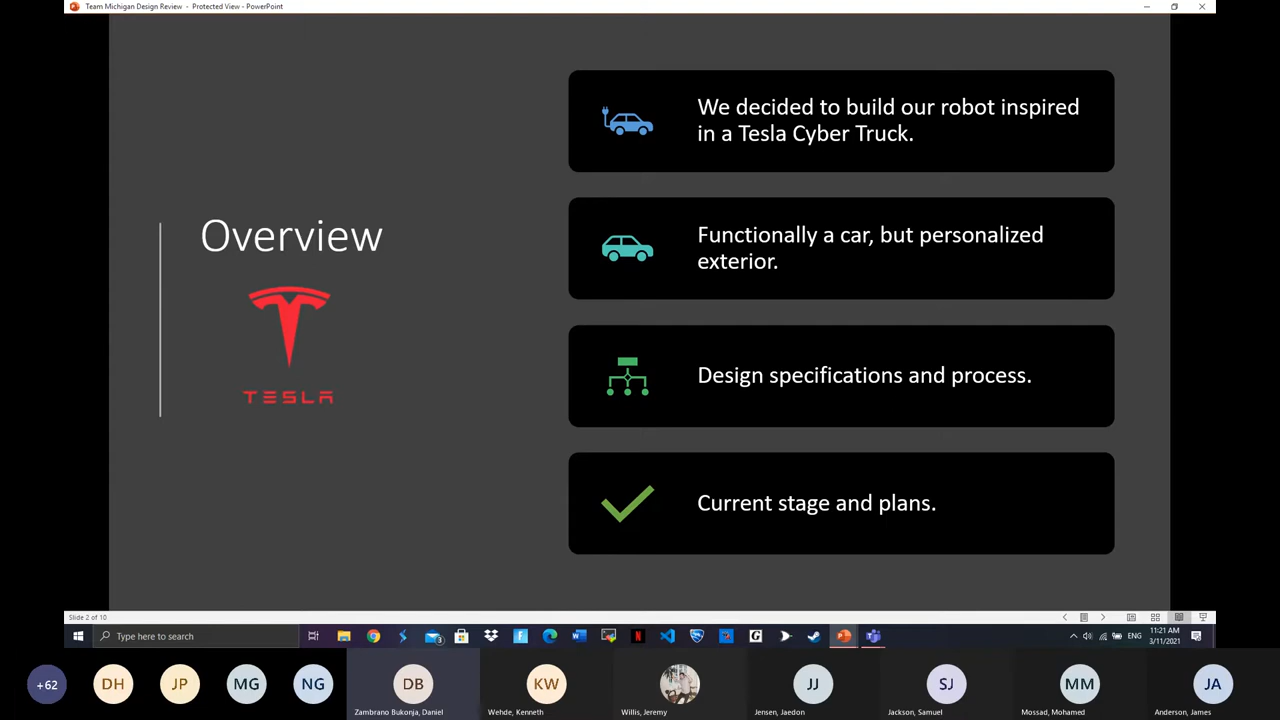 Team Michigan Design Review - Protected View - PowerPoint
Overview
TESLA
We decided to build our robot inspired
in a Tesla Cyber Truck.
Functionally a car, but personalized
exterior.
Design specifications and process.
Current stage and plans.
Slide 2 of 10
Type here to search
3
N
G
ENG
11:21 AM
3/11/2021
+62
DH
JP
MG
NG
DB
Zambrano Bukonja, Daniel
KW
Wehde, Kenneth
Willis, Jeremy
JJ
Jensen, Jaedon
SJ
Jackson, Samuel
MM
Mossad, Mohamed
JA
Anderson, James